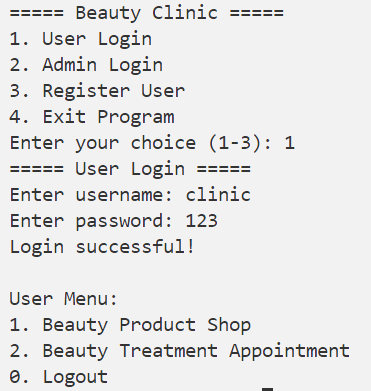 ===== Beauty Clinic =====
1. User Login
2. Admin Login
3. Register User
4. Exit Program
Enter your choice (1-3): 1
===== User Login =====
Enter username: clinic
Enter password: 123
Login successful!

User Menu:
1. Beauty Product Shop
2. Beauty Treatment Appointment
0. Logout